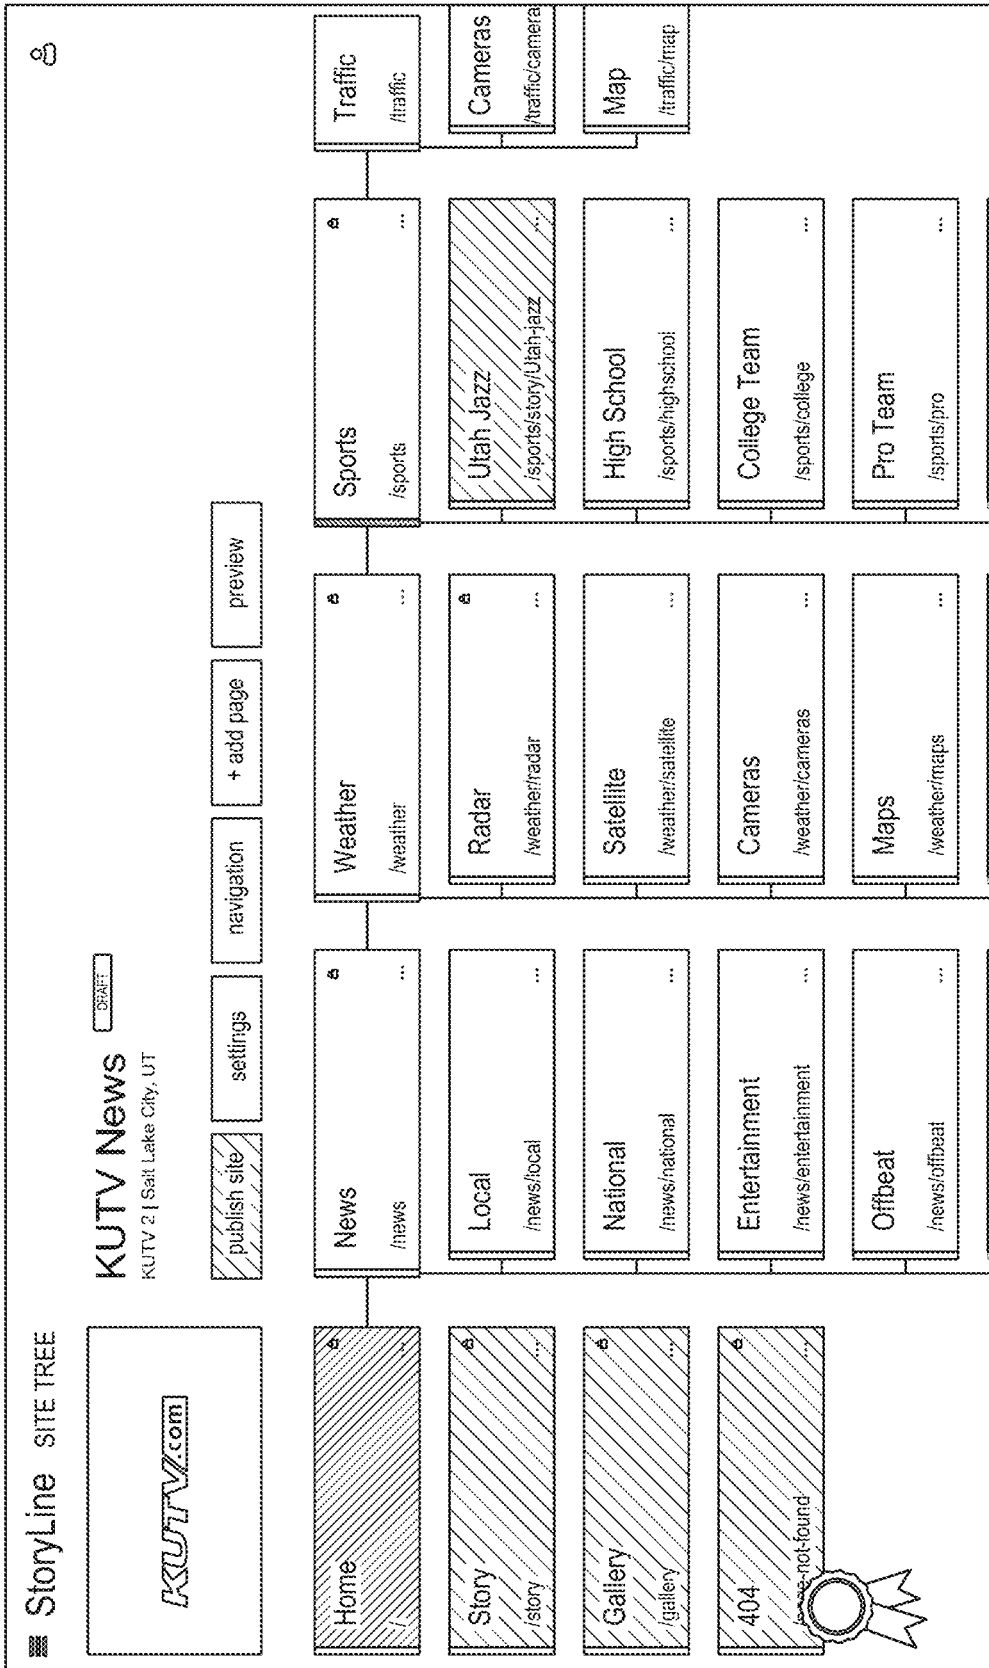 StoryLine SITE TREE
KUTV.com
KUTV News DRAFT
KUTV 2 | Salt Lake City, UT
publish site
settings
navigation
+ add page
preview
Home
/
Story
/story
Gallery
/gallery
404
-not-found
News
/news
Local
/news/local
National
/news/national
Entertainment
/news/entertainment
Offbeat
/news/offbeat
Weather
/weather
Radar
/weather/radar
Satellite
/weather/satellite
Cameras
/weather/cameras
Maps
/weather/maps
Sports
/sports
Utah Jazz
/sports/story/Utah-jazz
High School
/sports/highschool
College Team
/sports/college
Pro Team
/sports/pro
Traffic
/traffic
Cameras
/traffic/camera
Map
/traffic/map